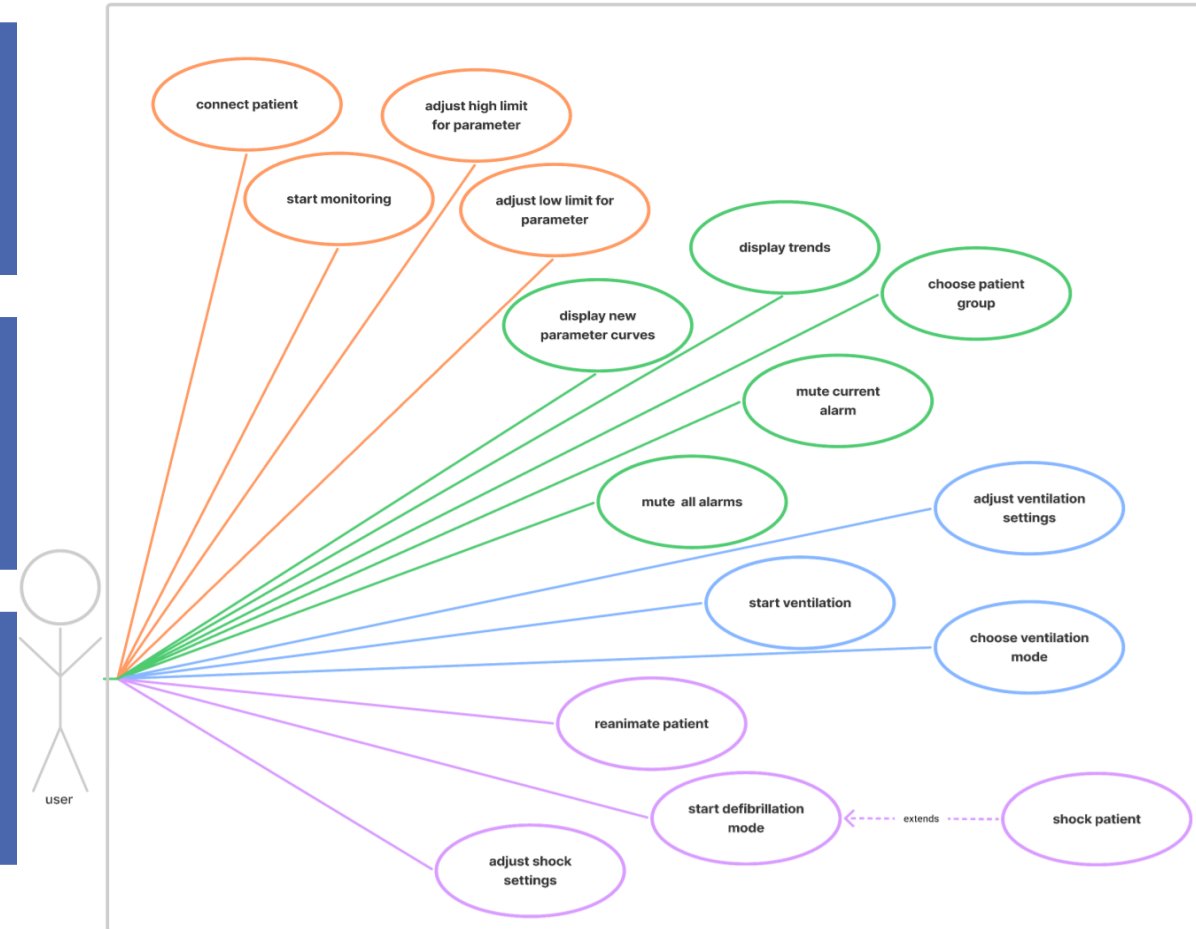 connect patient
adjust high limit
for parameter
start monitoring
adjust low limit for
parameter
display trends
choose patient
group
display new
parameter curves
mute current
alarm
mute all alarms
adjust ventilation
settings
start ventilation
choose ventilation
mode
reanimate patient
user
start defibrillation
mode
extends
shock patient
adjust shock
settings